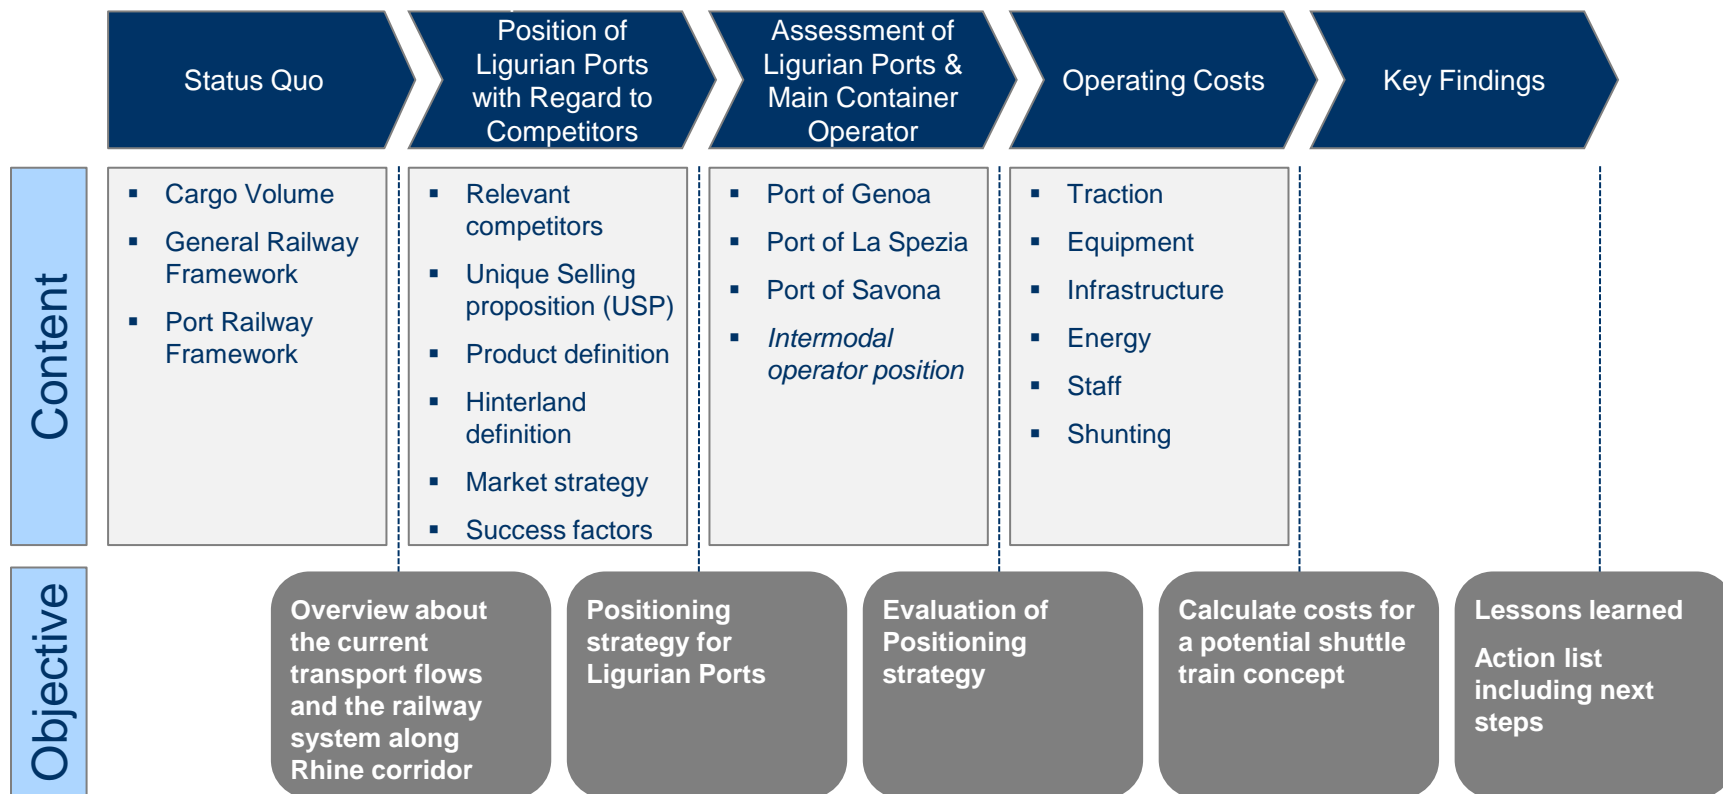 Status Quo
Position of
Ligurian Ports
with Regard to
Competitors
Assessment of
Ligurian Ports &
Main Container
Operator
Operating Costs
Key Findings
Content
▪ Cargo Volume
▪ General Railway
Framework
▪ Port Railway
Framework
▪ Relevant
competitors
▪ Unique Selling
proposition (USP)
▪ Product definition
▪ Hinterland
definition
▪ Market strategy
▪ Success factors
▪ Port of Genoa
▪ Port of La Spezia
▪ Port of Savona
▪ Intermodal
operator position
▪ Traction
▪ Equipment
▪ Infrastructure
▪ Energy
▪ Staff
▪ Shunting
Objective
Overview about
the current
transport flows
and the railway
system along
Rhine corridor
Positioning
strategy for
Ligurian Ports
Evaluation of
Positioning
strategy
Calculate costs for
a potential shuttle
train concept
Lessons learned
Action list
including next
steps